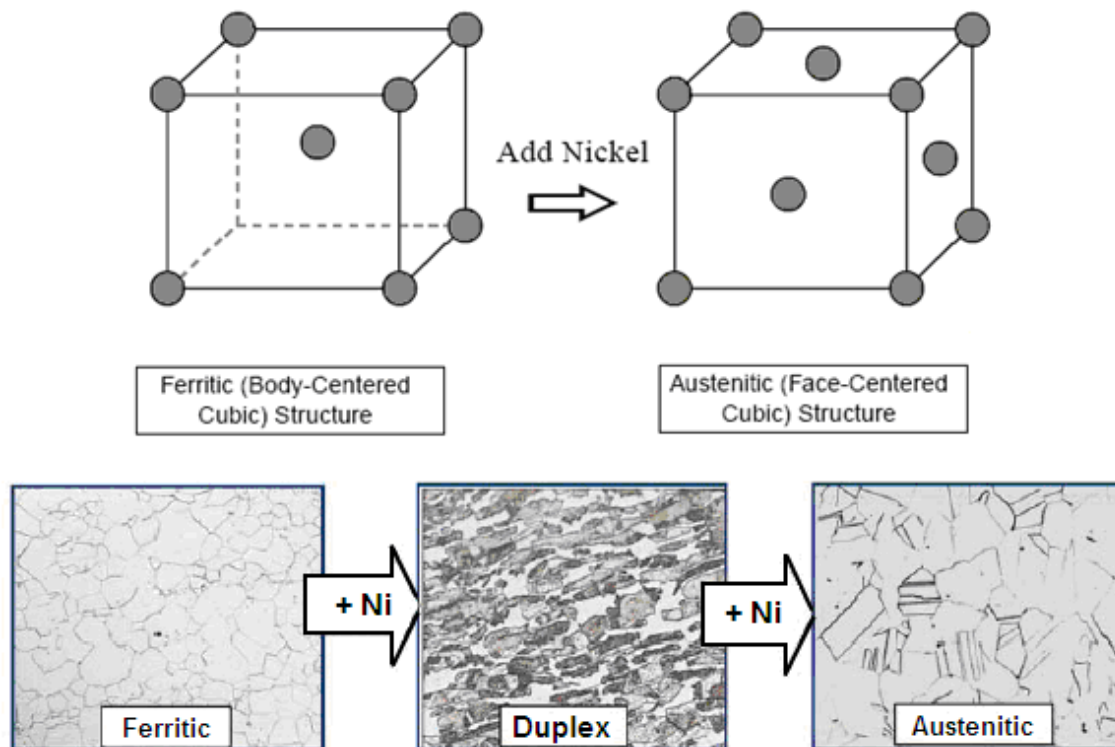 Add Nickel
Ferritic (Body-Centered
Cubic) Structure
Austenitic (Face-Centered
Cubic) Structure
+ Ni
+ Ni
Ferritic
Duplex
Austenitic